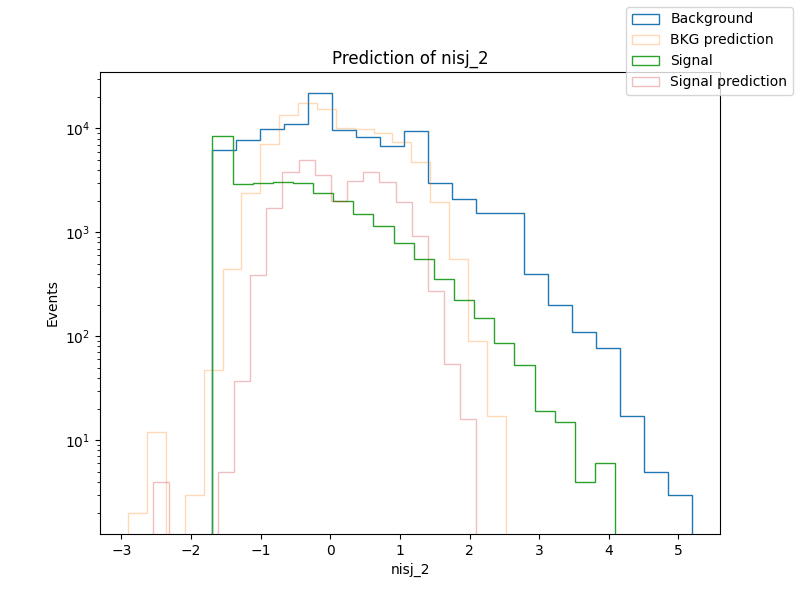 Prediction of nisj_2
Background
BKG prediction
Signal
Signal prediction
Events
10^4
10^3
10^2
10^1
−3 −2 −1 0 1 2 3 4 5
nisj_2